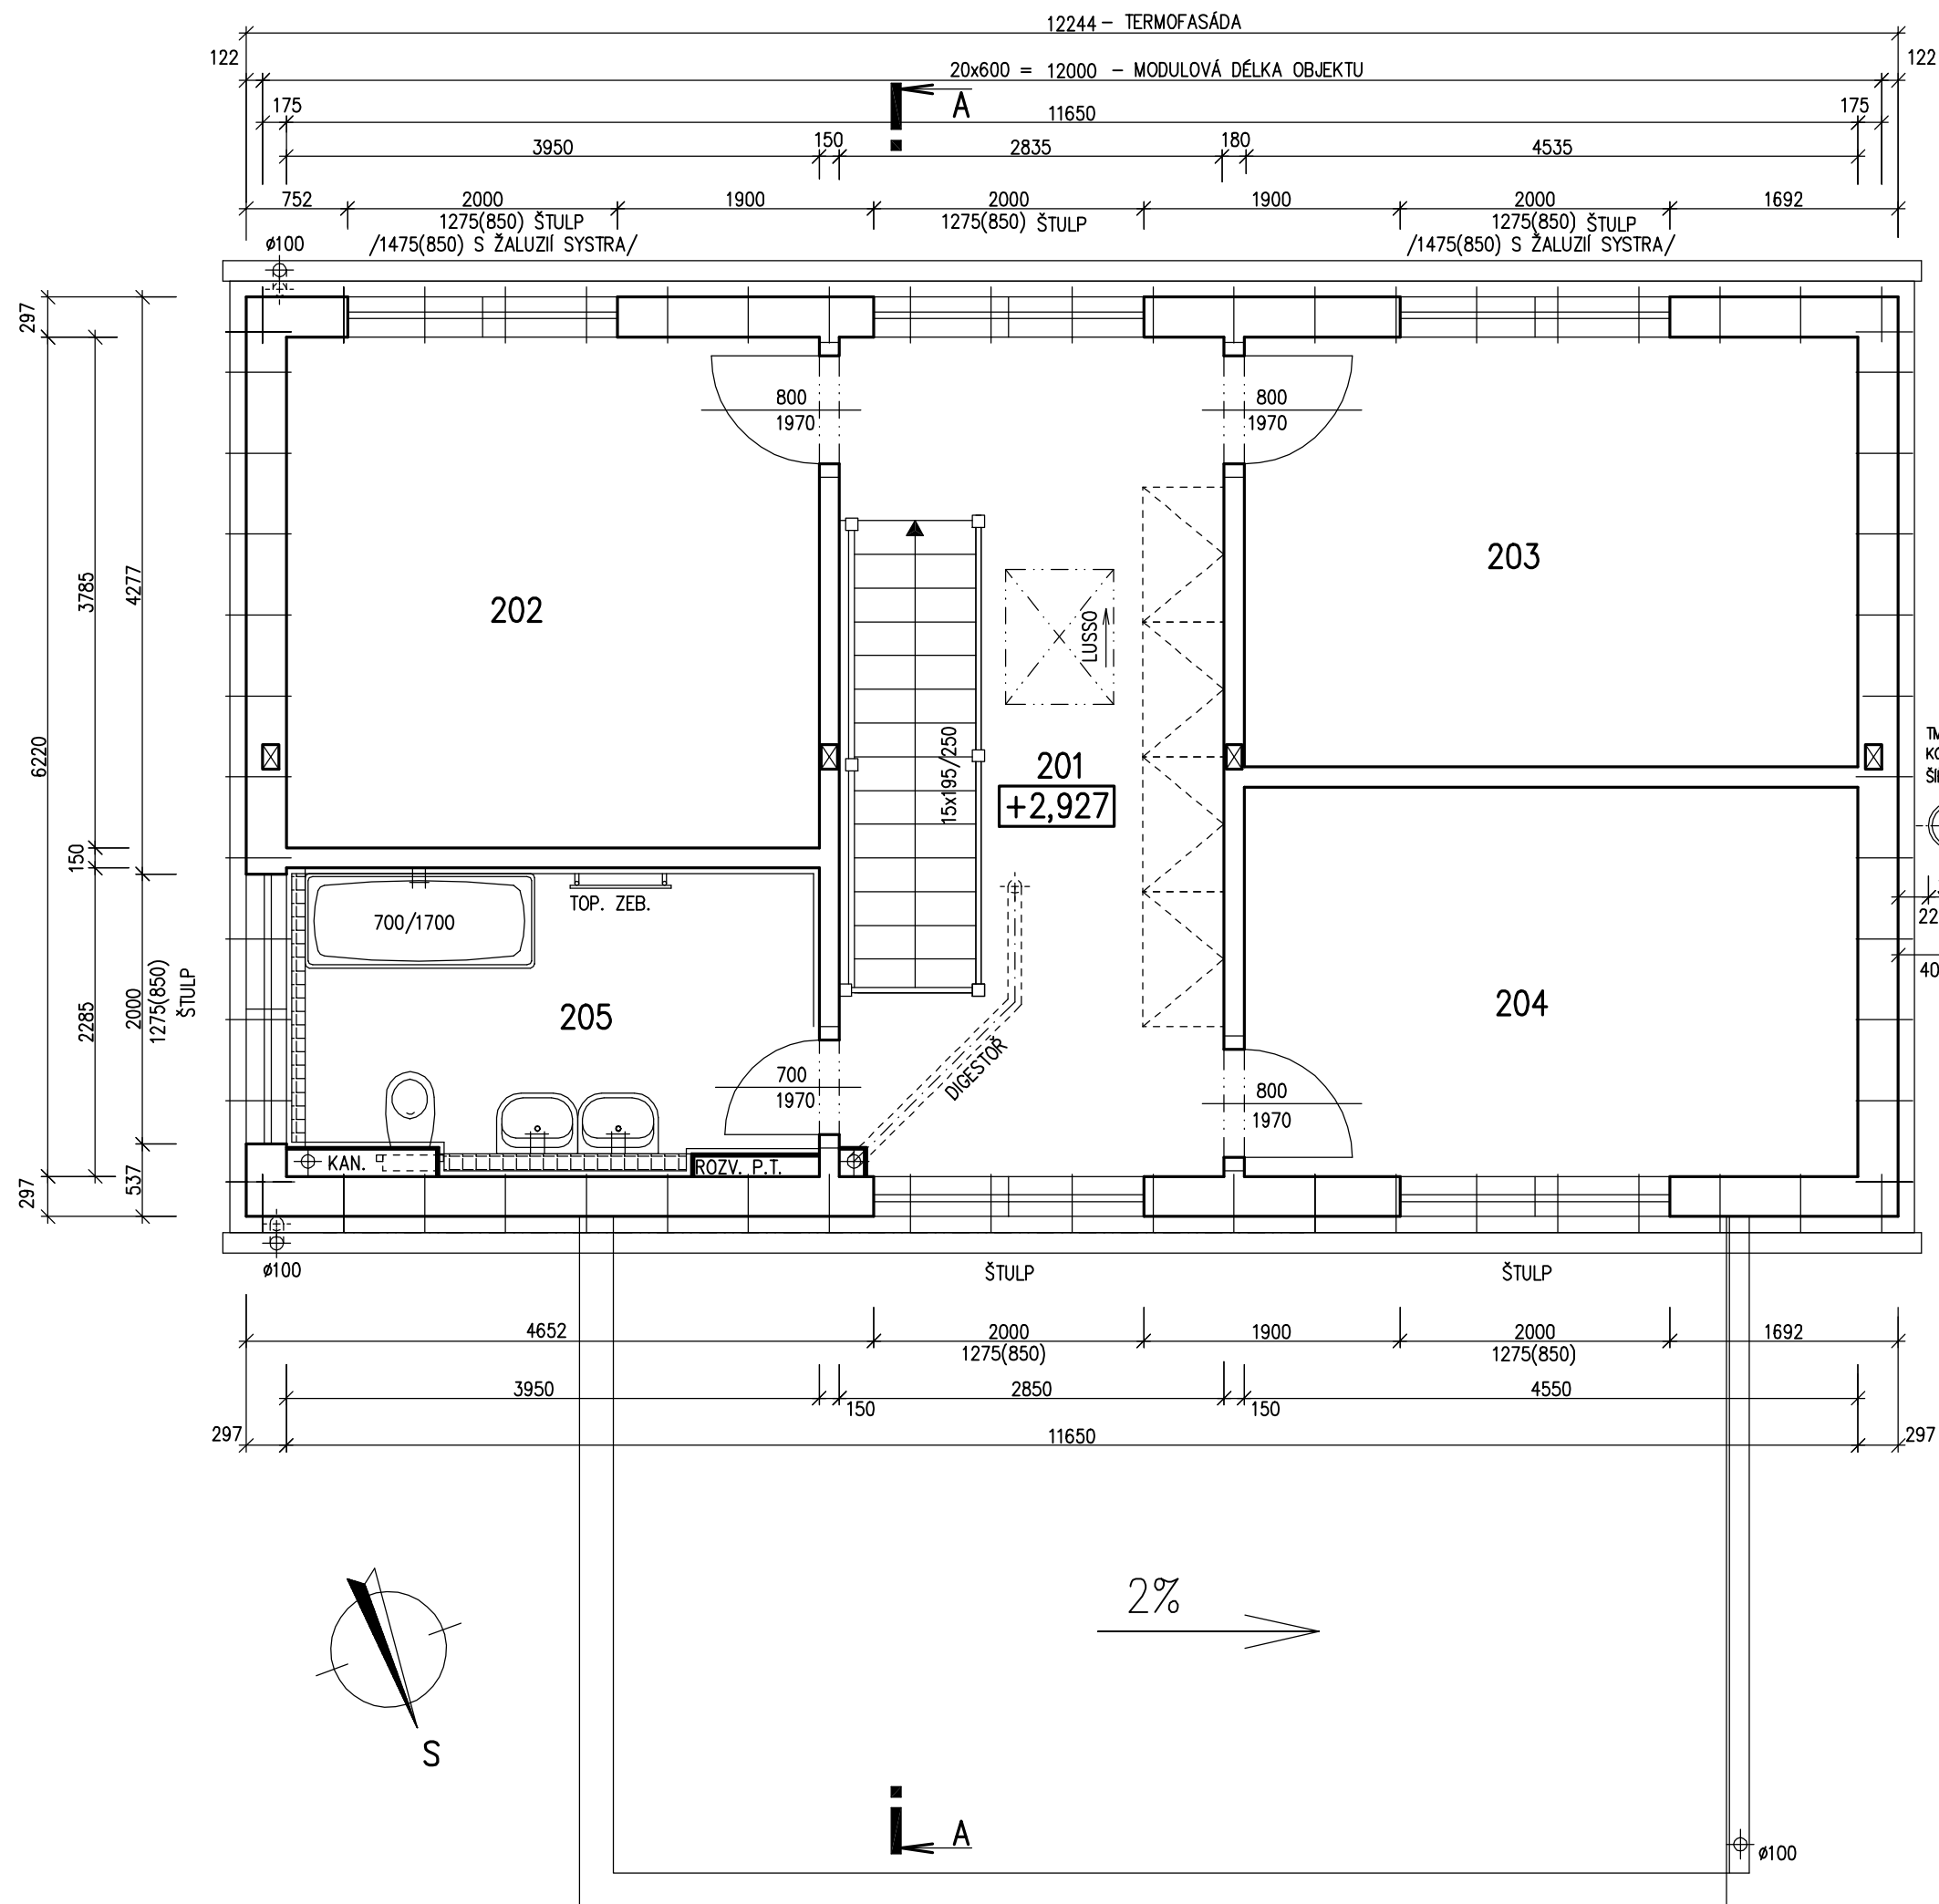 12244 – TERMOFASÁDA
122
122
20x600 = 12000 – MODULOVÁ DÉLKA OBJEKTU
A
175
11650
175
3950
150
2835
180
4535
752
2000
1900
2000
1900
2000
1692
1275(850) ŠTULP
1275(850) ŠTULP
1275(850) ŠTULP
ø100
/1475(850) S ŽALUZIÍ SYSTRA/
/1475(850) S ŽALUZIÍ SYSTRA/
297
800
1970
800
1970
3785
4277
202
203
LUSSO
6220
15x195/250
201
+2,927
150
TOP. ZEB.
700/1700
22
40
2285
2000
1275(850)
ŠTULP
205
204
DIGESTOŘ
700
1970
800
1970
KAN.
ROZV. P.T.
297
537
ø100
ŠTULP
ŠTULP
4652
2000
1900
2000
1692
1275(850)
1275(850)
3950
2850
4550
150
150
297
11650
297
2%
S
A
ø100